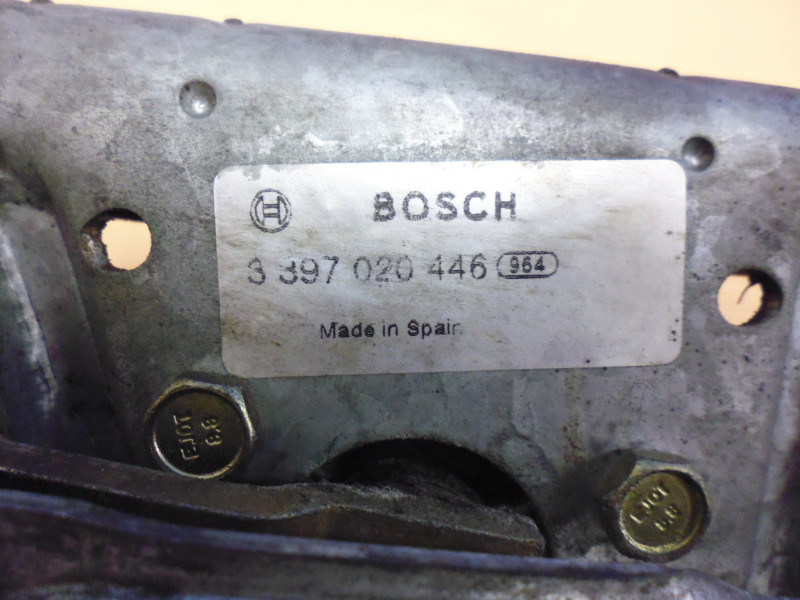 BOSCH
3 397 020 446 964
Made in Spain
EJOT
8.8
EJOT
8.8